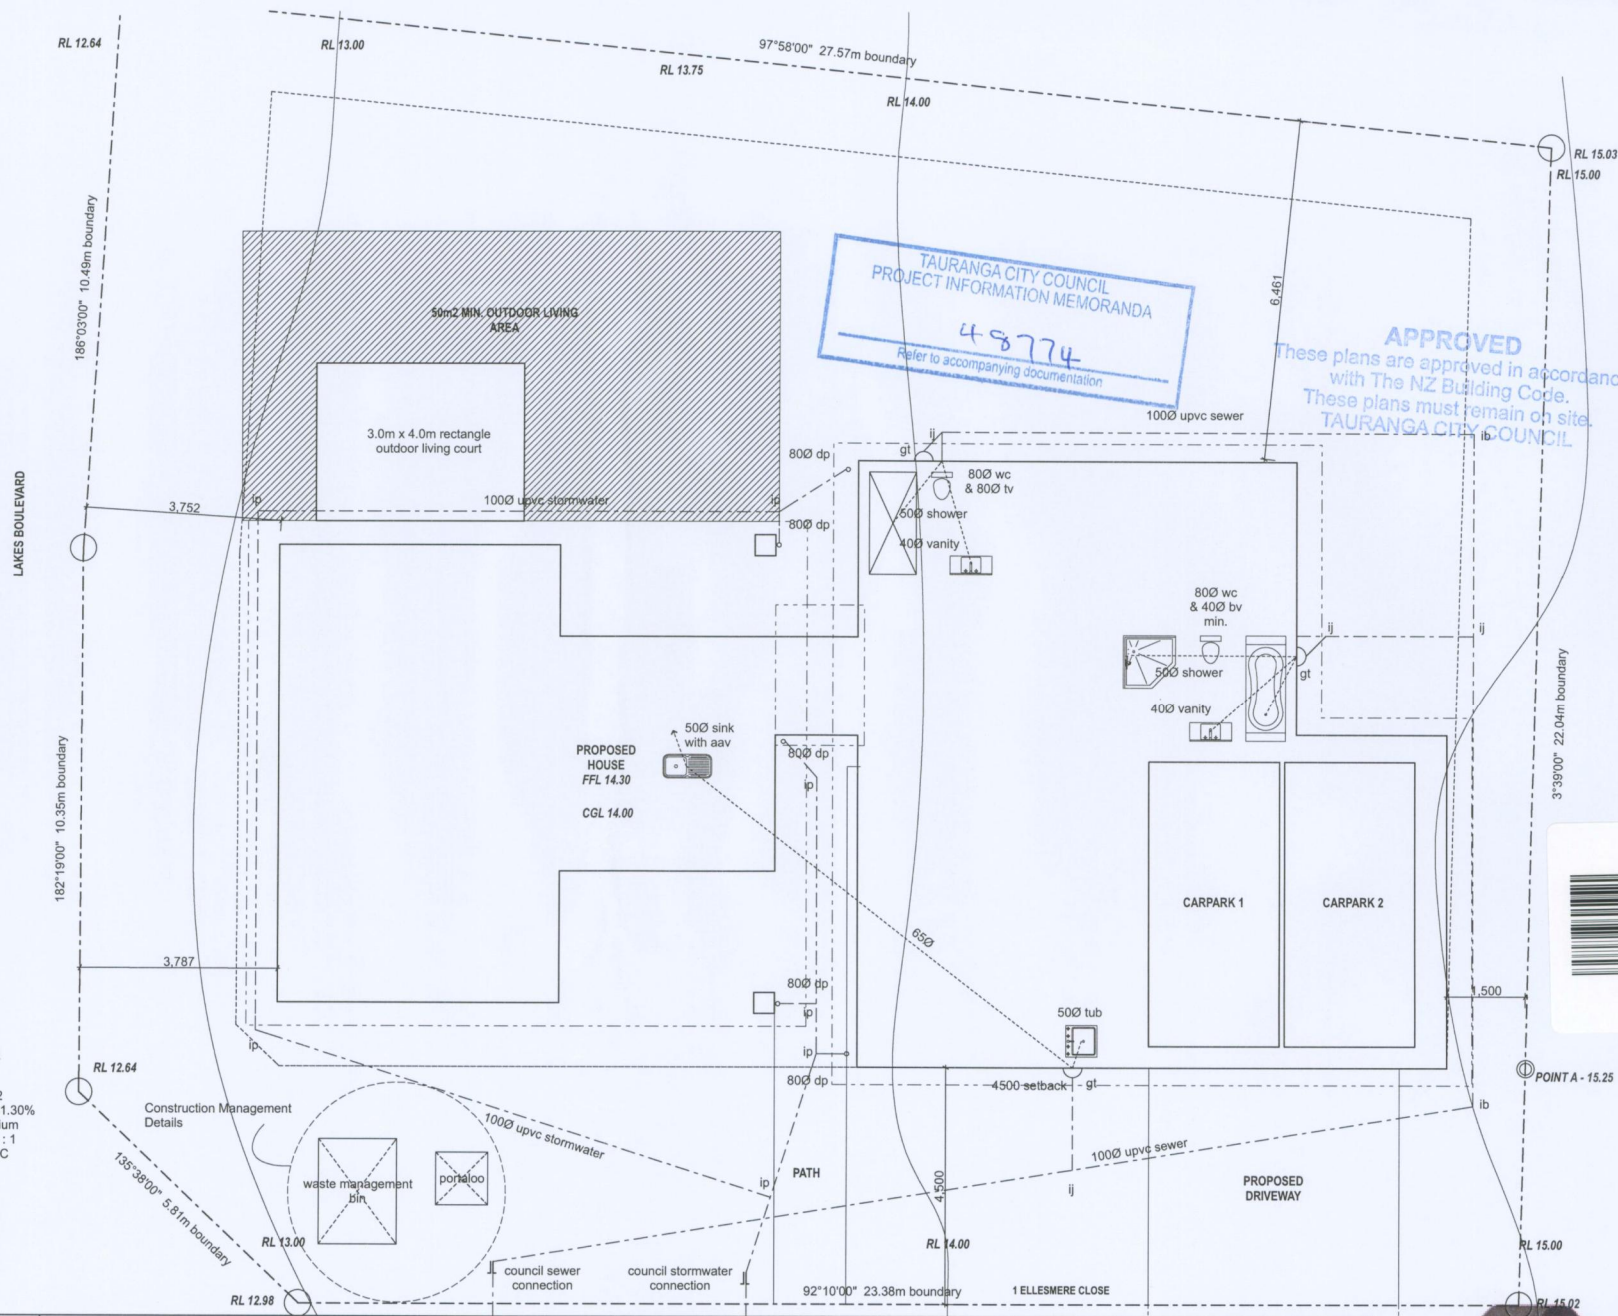 RL 12.64
RL 13.00
97°58'00" 27.57m boundary
RL 13.75
RL 14.00
RL 15.03
RL 15.00
186°03'00" 10.49m boundary
50m2 MIN. OUTDOOR LIVING
AREA
TAURANGA CITY COUNCIL
PROJECT INFORMATION MEMORANDA
48774
Refer to accompanying documentation
6,461
APPROVED
These plans are approved in accordanc
with The NZ Building Code.
These plans must remain on site.
TAURANGA CITY COUNCIL
3.0m x 4.0m rectangle
outdoor living court
100Ø upvc sewer
ij
gt
ib
80Ø dp
80Ø wc
& 80Ø tv
LAKES BOULEVARD
3,752
ip
100Ø upvc stormwater
ip
50Ø shower
80Ø dp
40Ø vanity
80Ø wc
& 40Ø bv
min.
ij
ij
50Ø shower
gt
40Ø vanity
3°39'00" 22.04m boundary
182°19'00" 10.35m boundary
PROPOSED
HOUSE
FFL 14.30
CGL 14.00
50Ø sink
with aav
80Ø dp
ip
CARPARK 1
CARPARK 2
65Ø
3,787
80Ø dp
ip
1,500
50Ø tub
ip
ip
RL 12.64
80Ø dp
4500 setback
gt
POINT A - 15.25
2
1.30%
ium
: 1
C
Construction Management
Details
ib
100Ø upvc stormwater
100Ø upvc sewer
135°38'00" 5.81m boundary
waste management
bin
portaloo
ip
PATH
4,500
ij
PROPOSED
DRIVEWAY
RL 13.00
RL 14.00
RL 15.00
council sewer
connection
council stormwater
connection
RL 12.98
92°10'00" 23.38m boundary
1 ELLESMERE CLOSE
RL 15.02